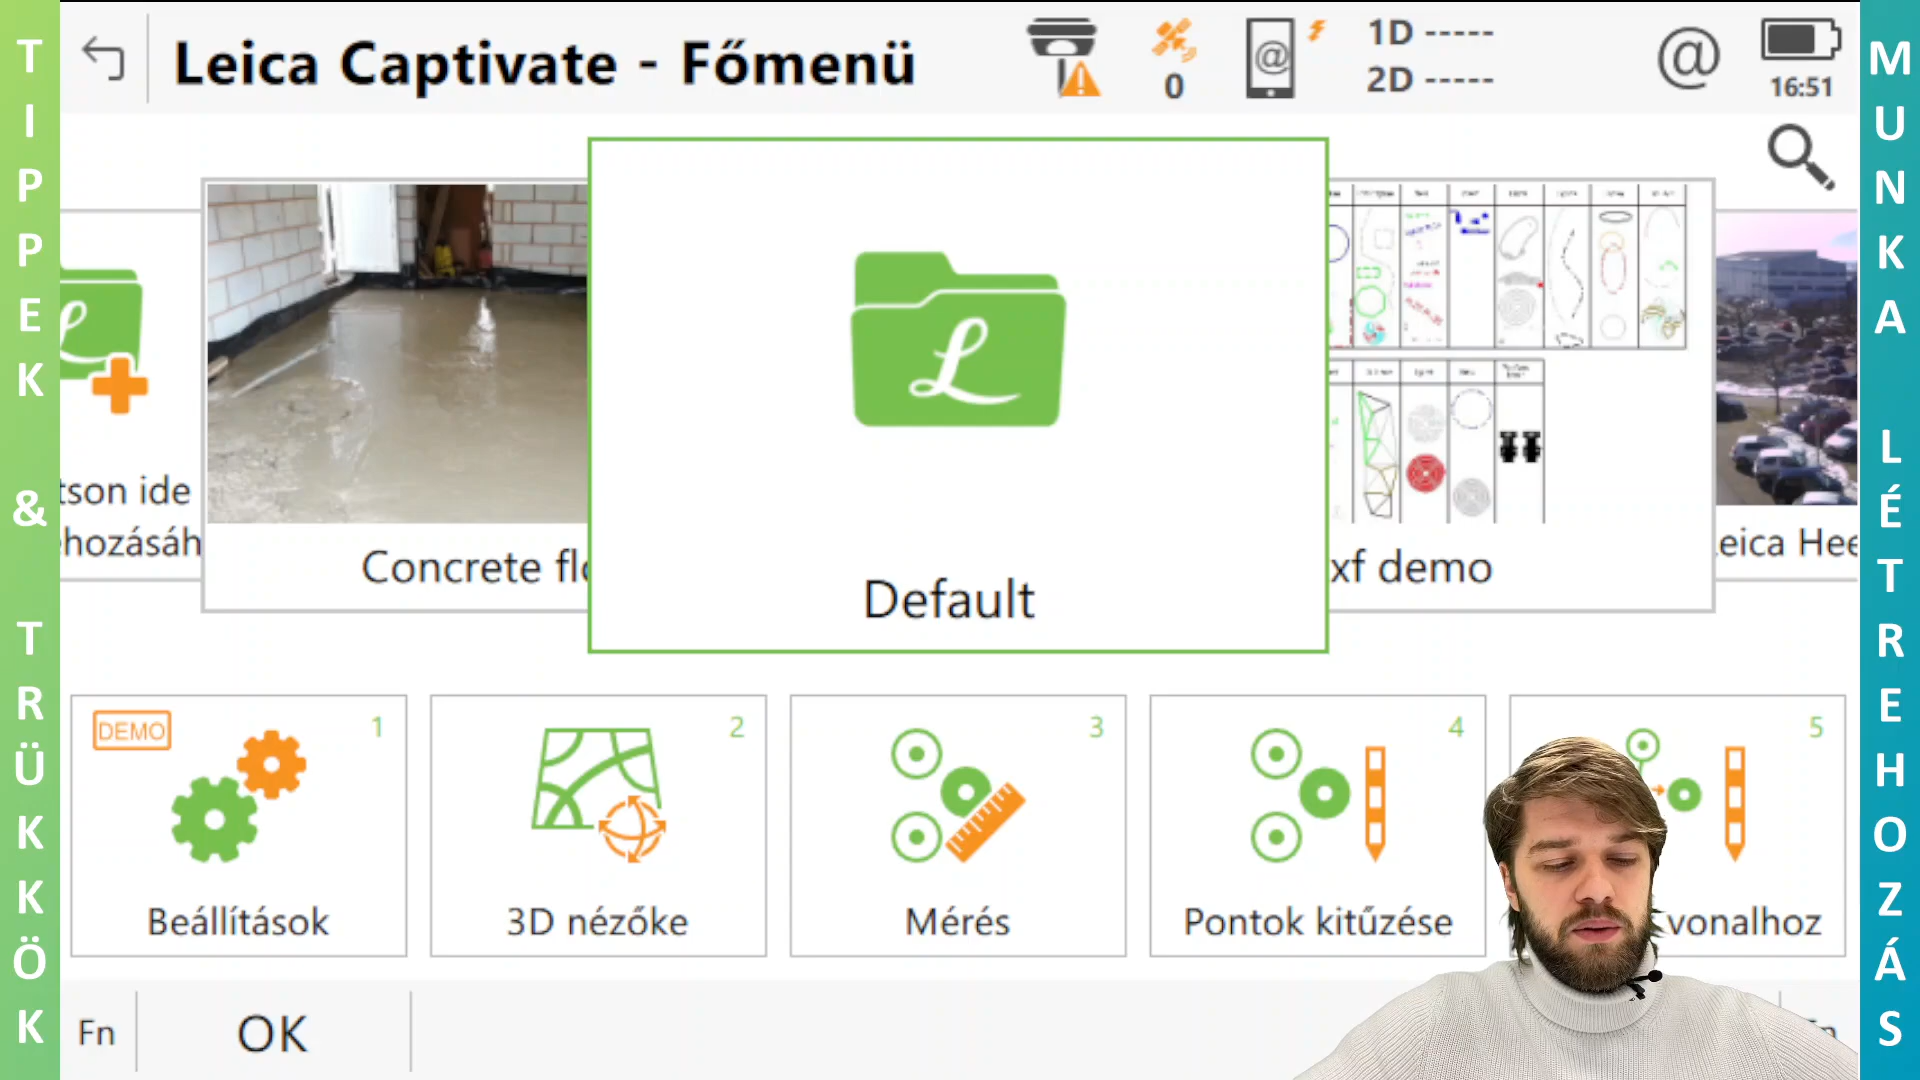 TIPPEK & TRÜKKÖK
Leica Captivate - Főmenü
0
@
1D -----
2D -----
@
16:51
L
tson ide
hozásáh
Concrete flo
L
Default
xf demo
eica Hee
DEMO
1
Beállítások
2
3D nézőke
3
Mérés
4
Pontok kitűzése
5
vonalhoz
Fn
OK
MUNKA LÉTREHOZÁS